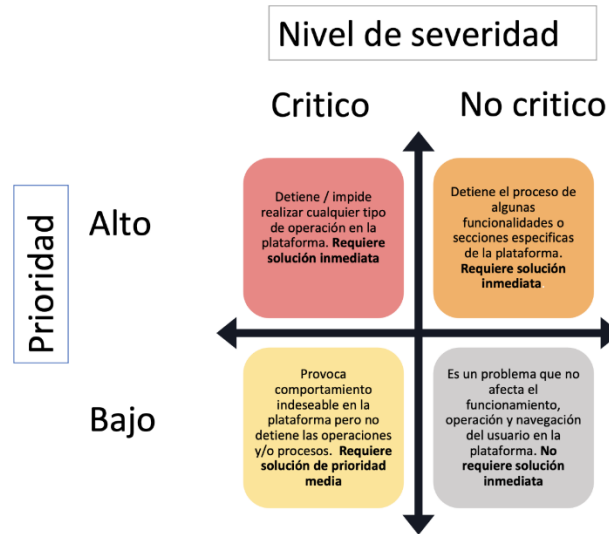 Nivel de severidad
Critico
No critico
Prioridad
Alto
Detiene / impide
realizar cualquier tipo
de operación en la
plataforma. Requiere
solución inmediata
Detiene el proceso de
algunas
funcionalidades o
secciones especificas
de la plataforma.
Requiere solución
inmediata
Bajo
Provoca
comportamiento
indeseable en la
plataforma pero no
detiene las operaciones
y/o procesos. Requiere
solución de prioridad
media
Es un problema que no
afecta el
funcionamiento,
operación y navegación
del usuario en la
plataforma. No
requiere solución
inmediata